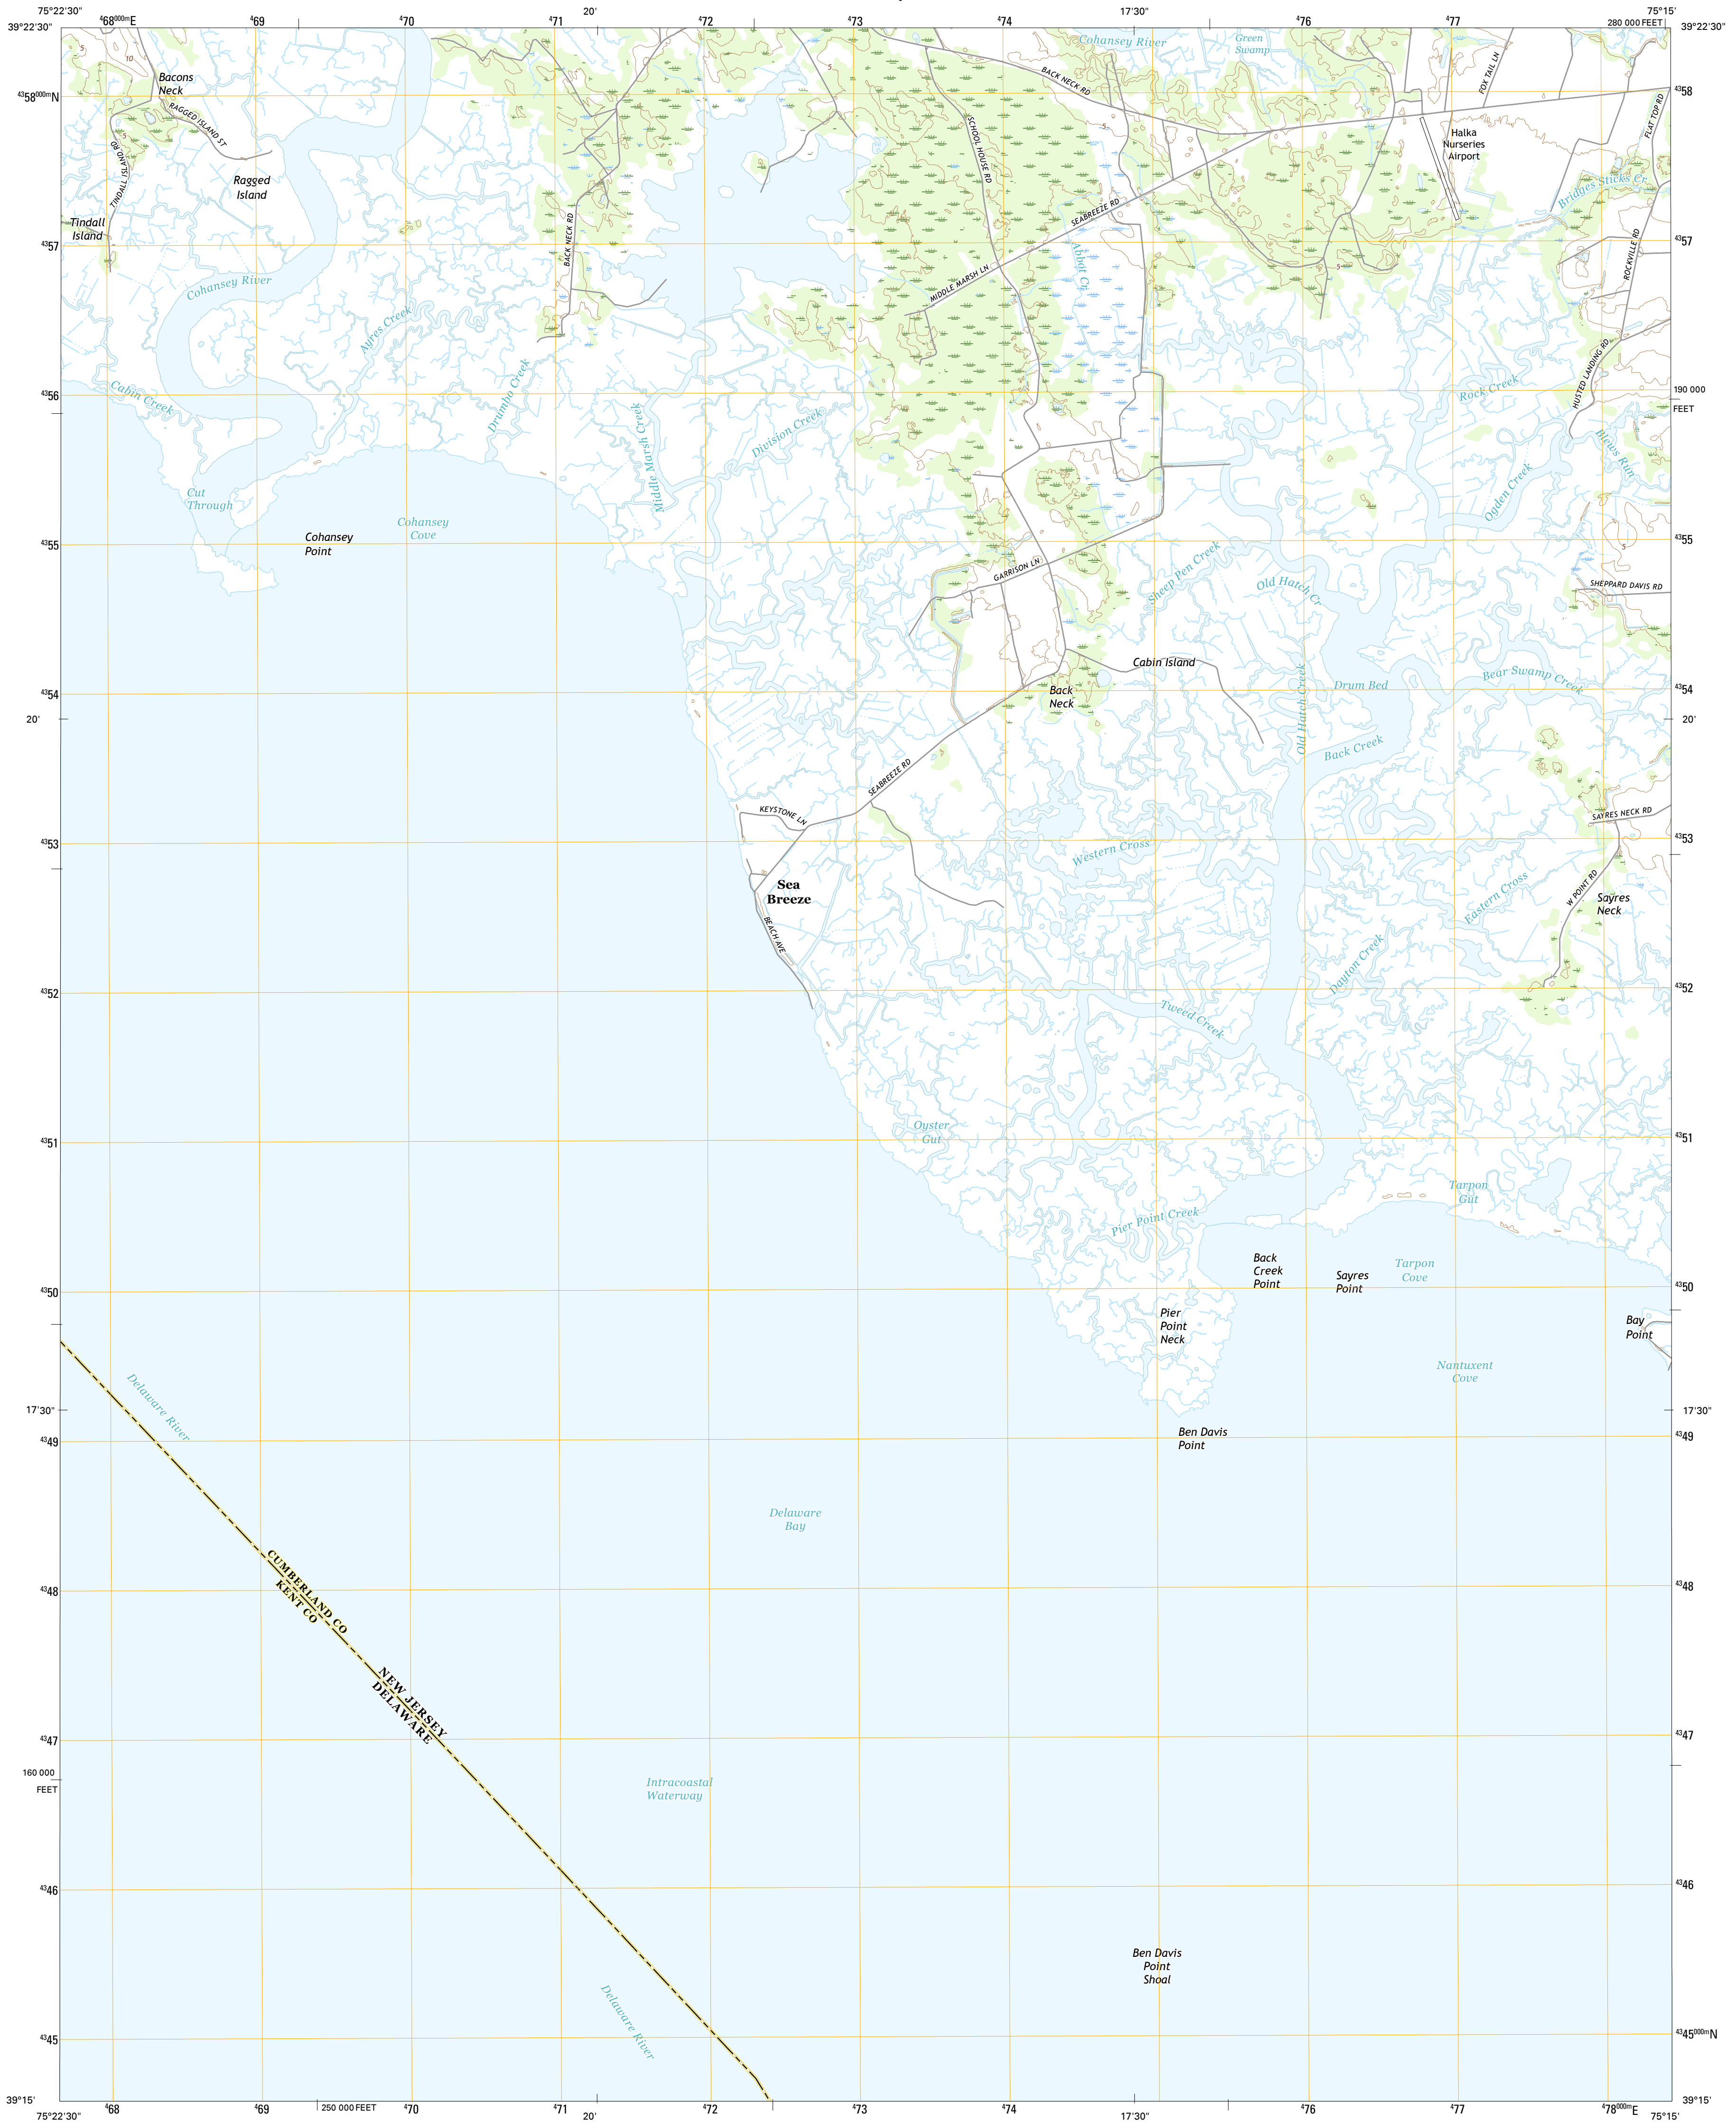 75°22'30"
⁴68⁰⁰⁰ᵐE
⁴69
⁴70
⁴71
20'
⁴72
⁴73
⁴74
17'30"
⁴76
⁴77
280 000 FEET
75°15'
39°22'30"
39°22'30"
Cohansey River
Green
Swamp
5
10
Bacons
Neck
5
BACK NECK RD
FOX TAIL LN
⁴³58⁰⁰⁰ᵐN
⁴³58
RAGGED ISLAND ST
5
SCHOOL HOUSE RD
5
FLAT TOP RD
Halka
Nurseries
Airport
TINDALL ISLAND RD
Ragged
Island
Bridges Sticks Cr
Tindall
Island
SEABREEZE RD
BACK NECK RD
⁴³57
⁴³57
Abbot Cr
ROCKVILLE RD
5
MIDDLE MARSH LN
Cohansey River
Ayres Creek
HUSTED LANDING RD
Cabin Creek
Drumbo Creek
Rock Creek
⁴³56
⁴³56
190 000
FEET
Middle Marsh Creek
Division Creek
Blews Run
Ogden Creek
Cut
Through
Cohansey
Cove
Cohansey
Point
⁴³55
⁴³55
5
GARRISON LN
Sheep Pen Creek
Old Hatch Cr
SHEPPARD DAVIS RD
Cabin Island
Bear Swamp Creek
Drum Bed
⁴³54
⁴³54
Back
Neck
Old Hatch Creek
20'
20'
Back Creek
SEABREEZE RD
KEYSTONE LN
SAYRES NECK RD
⁴³53
⁴³53
Western Cross
Sea
Breeze
W POINT RD
Eastern Cross
Sayres
Neck
BEACH AVE
Dayton Creek
⁴³52
⁴³52
Tweed Creek
Oyster
Gut
⁴³51
⁴³51
Tarpon
Gut
Pier Point Creek
Back
Creek
Point
Sayres
Point
Tarpon
Cove
⁴³50
⁴³50
Pier
Point
Neck
Bay
Point
Nantuxent
Cove
Delaware River
17'30"
17'30"
Ben Davis
Point
⁴³49
⁴³49
Delaware
Bay
CUMBERLAND CO
KENT CO
⁴³48
⁴³48
NEW JERSEY
DELAWARE
⁴³47
⁴³47
160 000
FEET
Intracoastal
Waterway
⁴³46
⁴³46
Ben Davis
Point
Shoal
Delaware River
⁴³45
⁴³45⁰⁰⁰ᵐN
39°15'
39°15'
75°22'30"
⁴68
⁴69
250 000 FEET
⁴70
⁴71
20'
⁴72
⁴73
⁴74
17'30"
⁴76
⁴77
⁴78⁰⁰⁰ᵐE
75°15'